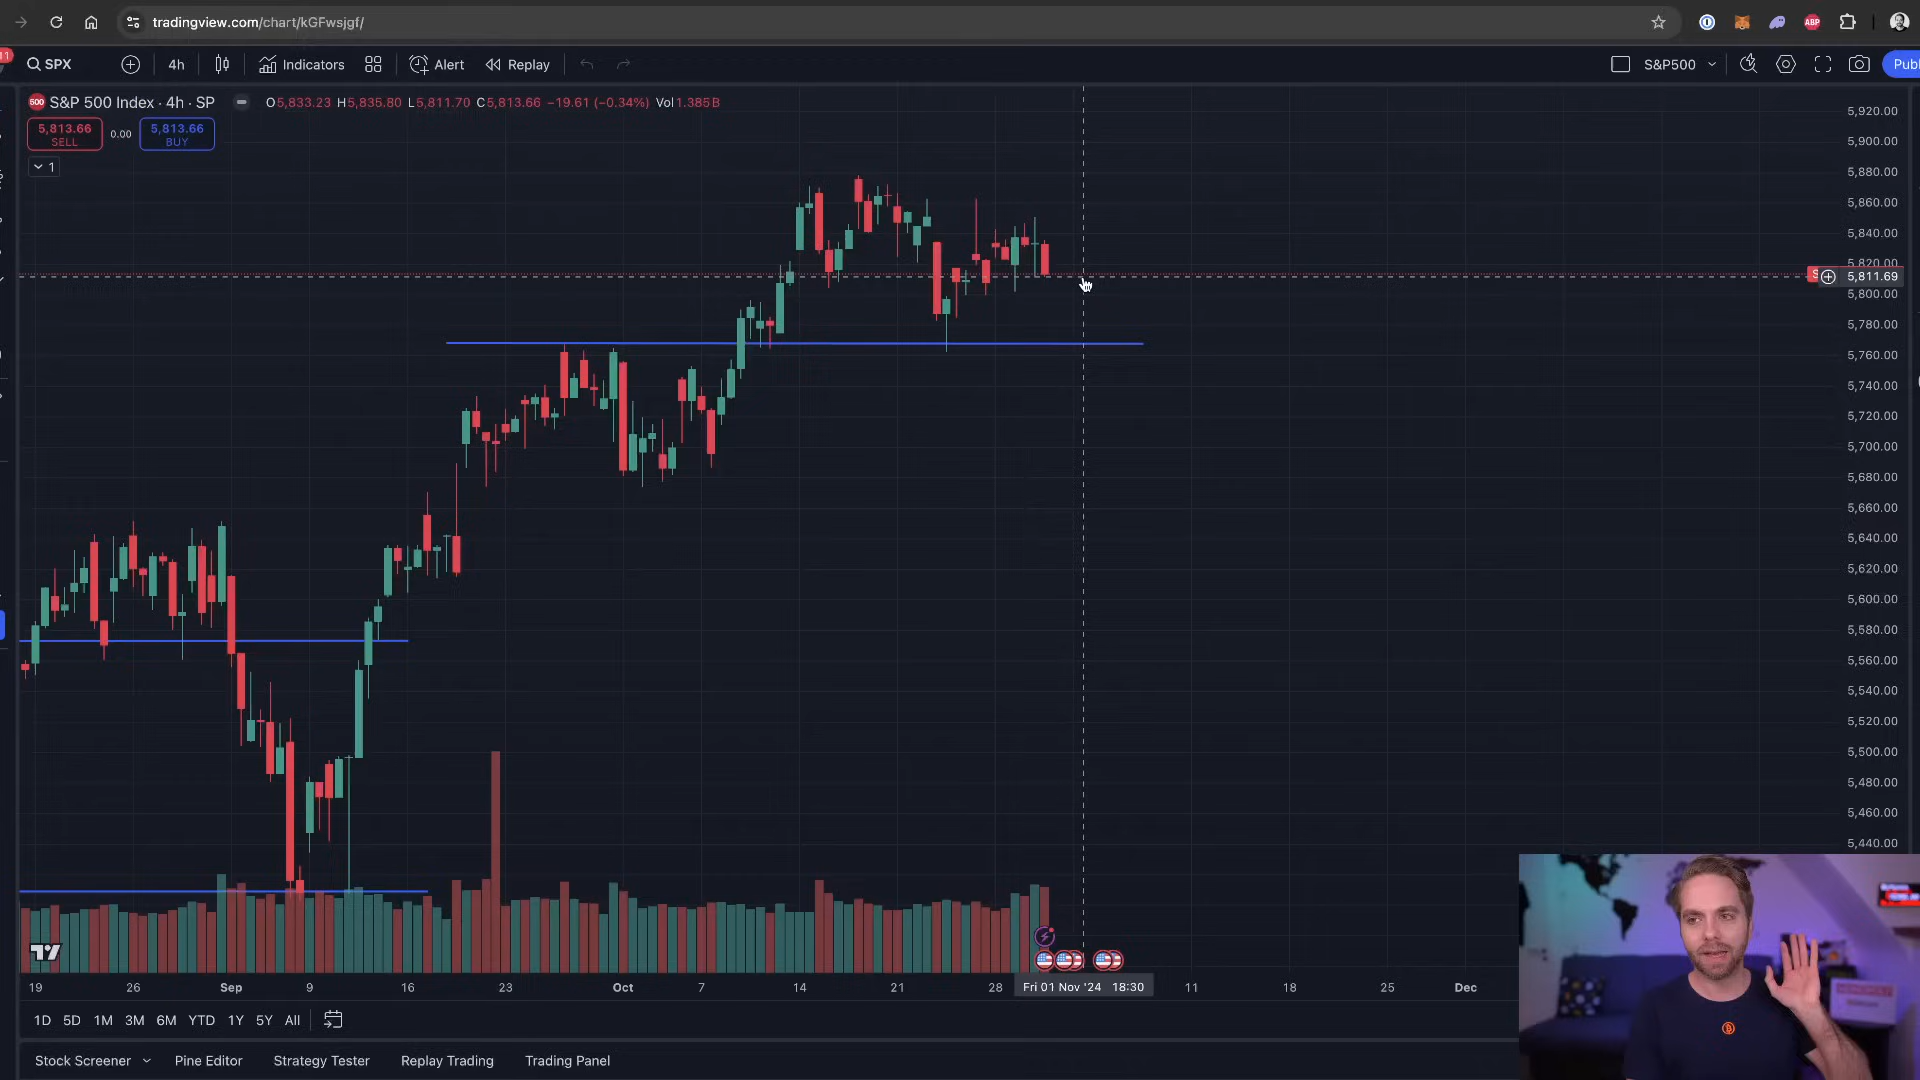 tradingview.com/chart/kGFwsjgf/
ABP
11
SPX
4h
Indicators
Alert
Replay
S&P500
Publ
500
S&P 500 Index · 4h · SP
O5,833.23 H5,835.80 L5,811.70 C5,813.66 −19.61 (−0.34%) Vol1.385B
5,813.66
SELL
0.00
5,813.66
BUY
1
5,920.00
5,900.00
5,880.00
5,860.00
5,840.00
5,820.00
S
5,811.69
5,800.00
5,780.00
5,760.00
5,740.00
5,720.00
5,700.00
5,680.00
5,660.00
5,640.00
5,620.00
5,600.00
5,580.00
5,560.00
5,540.00
5,520.00
5,500.00
5,480.00
5,460.00
5,440.00
19 26 Sep 9 16 23 Oct 7 14 21 28 Fri 01 Nov '24 18:30 11 18 25 Dec
1D 5D 1M 3M 6M YTD 1Y 5Y All
Stock Screener Pine Editor Strategy Tester Replay Trading Trading Panel